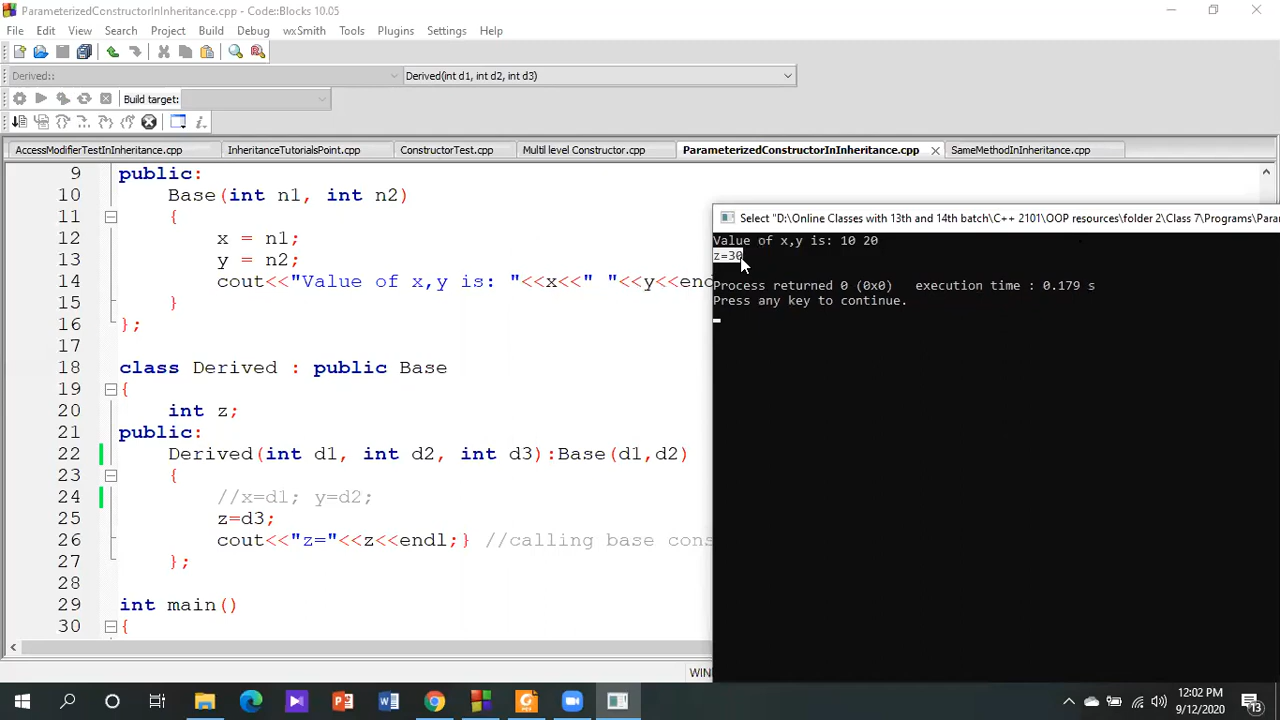 ParameterizedConstructorInInheritance.cpp - Code::Blocks 10.05
File Edit View Search Project Build Debug wxSmith Tools Plugins Settings Help
Derived:: Derived(int d1, int d2, int d3)
Build target:
AccessModifierTestInInheritance.cpp InheritanceTutorialsPoint.cpp ConstructorTest.cpp Multil level Constructor.cpp ParameterizedConstructorInInheritance.cpp SameMethodInInheritance.cpp
9 public:
10 Base(int n1, int n2)
11 {
12 x = n1;
13 y = n2;
14 cout<<"Value of x,y is: "<<x<<" "<<y<<end
15 }
16 };
17
18 class Derived : public Base
19 {
20 int z;
21 public:
22 Derived(int d1, int d2, int d3):Base(d1,d2)
23 {
24 //x=d1; y=d2;
25 z=d3;
26 cout<<"z="<<z<<endl;} //calling base cons
27 };
28
29 int main()
30 {
Select "D:\Online Classes with 13th and 14th batch\C++ 2101\OOP resources\folder 2\Class 7\Programs\Para
Value of x,y is: 10 20
z=30
Process returned 0 (0x0) execution time : 0.179 s
Press any key to continue.
WIN
12:02 PM
9/12/2020
13